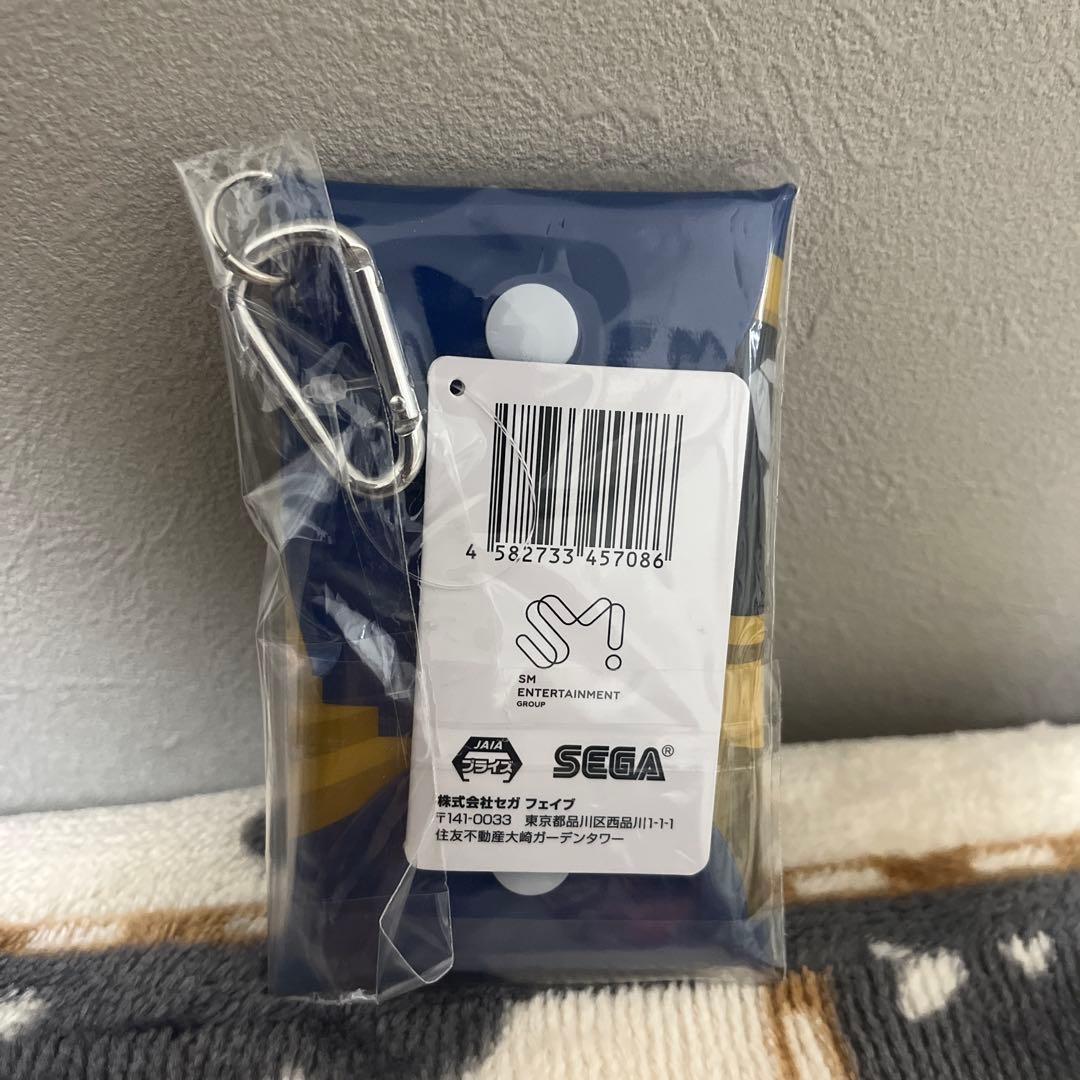 4 582733 457086
SM
ENTERTAINMENT
GROUP
JAIA
プライズ
SEGA®
株式会社セガ フェイブ
〒141-0033 東京都品川区西品川1-1-1
住友不動産大崎ガーデンタワー